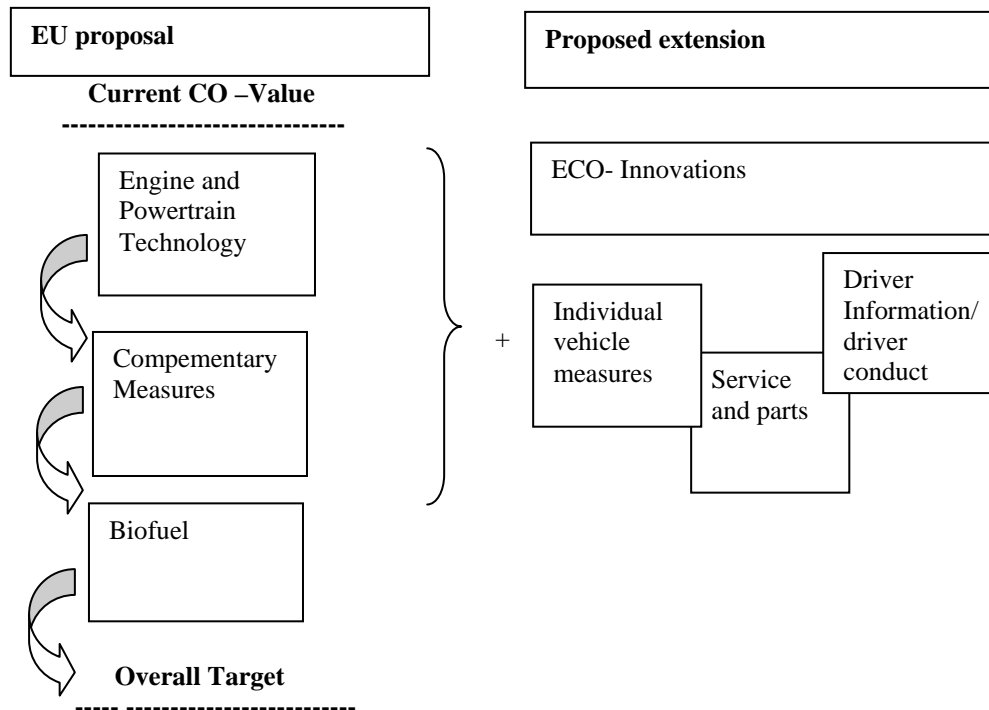 EU proposal
Current CO –Value
--------------------------------
Engine and
Powertrain
Technology
Compementary
Measures
Biofuel
Overall Target
----- --------------------------
+
Proposed extension
ECO- Innovations
Individual
vehicle
measures
Service
and parts
Driver
Information/
driver
conduct